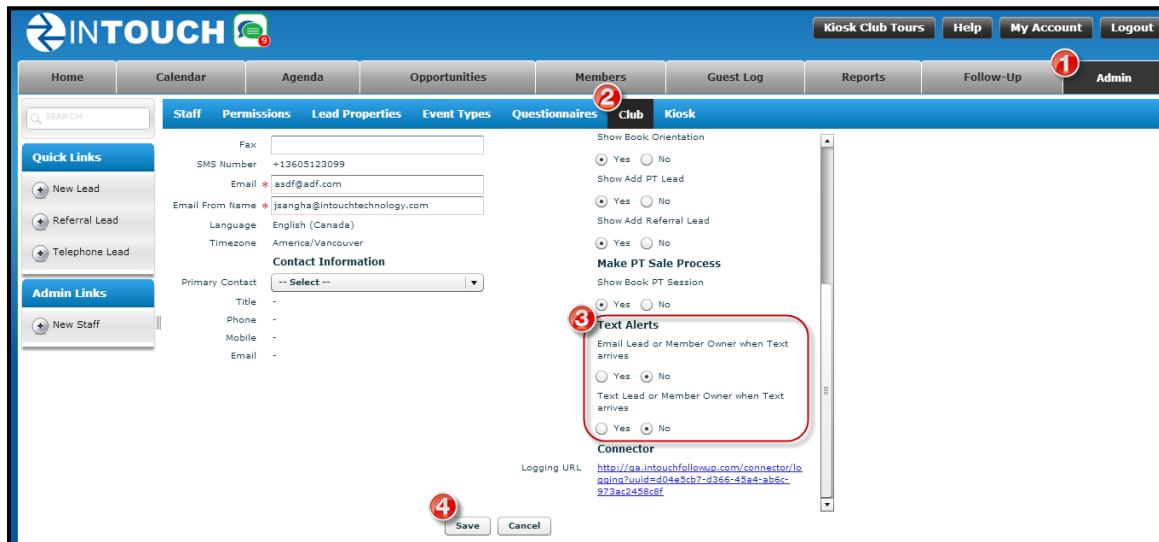 INTOUCH
9
Kiosk Club Tours Help My Account Logout
1
Home Calendar Agenda Opportunities Members Guest Log Reports Follow-Up Admin
2
SEARCH
Staff Permissions Lead Properties Event Types Questionnaires Club Kiosk
Quick Links
New Lead
Referral Lead
Telephone Lead
Admin Links
New Staff
Fax
SMS Number +13605123099
Email * asdf@adf.com
Email From Name * jsangha@intouchtechnology.com
Language English (Canada)
Timezone America/Vancouver
Contact Information
Primary Contact -- Select --
Title -
Phone -
Mobile -
Email -
Show Book Orientation
Yes No
Show Add PT Lead
Yes No
Show Add Referral Lead
Yes No
Make PT Sale Process
Show Book PT Session
Yes No
3
Text Alerts
Email Lead or Member Owner when Text
arrives
Yes No
Text Lead or Member Owner when Text
arrives
Yes No
Connector
Logging URL http://qa.intouchfollowup.com/connector/lo
gging?uuid=d04e5cb7-d366-45a4-ab6c-
973ac2458c8f
4
Save Cancel